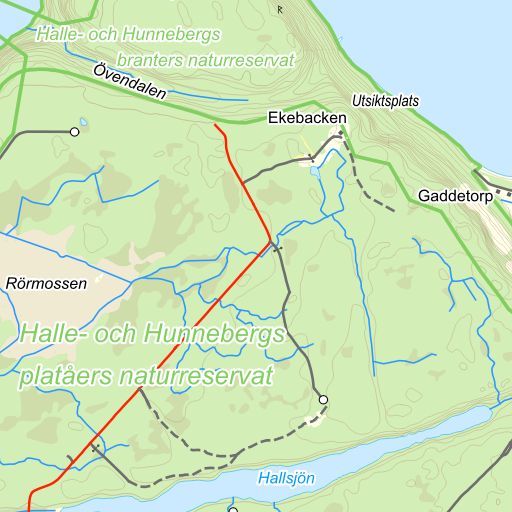 Halle- och Hunnebergs
branters naturreservat
Övendalen
Utsiktsplats
Ekebacken
Gaddetorp
Rörmossen
Halle- och Hunnebergs
platåers naturreservat
Hallsjön